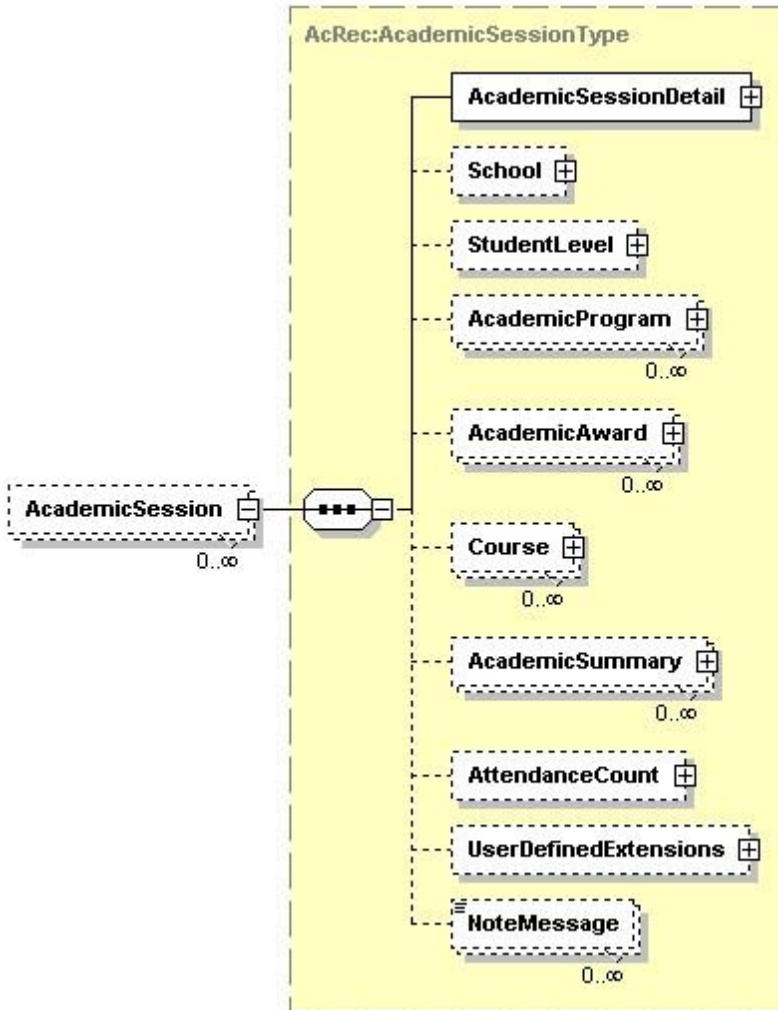 AcRec:AcademicSessionType
AcademicSessionDetail
School
StudentLevel
AcademicProgram
0..∞
AcademicAward
0..∞
AcademicSession
0..∞
Course
0..∞
AcademicSummary
0..∞
AttendanceCount
UserDefinedExtensions
NoteMessage
0..∞